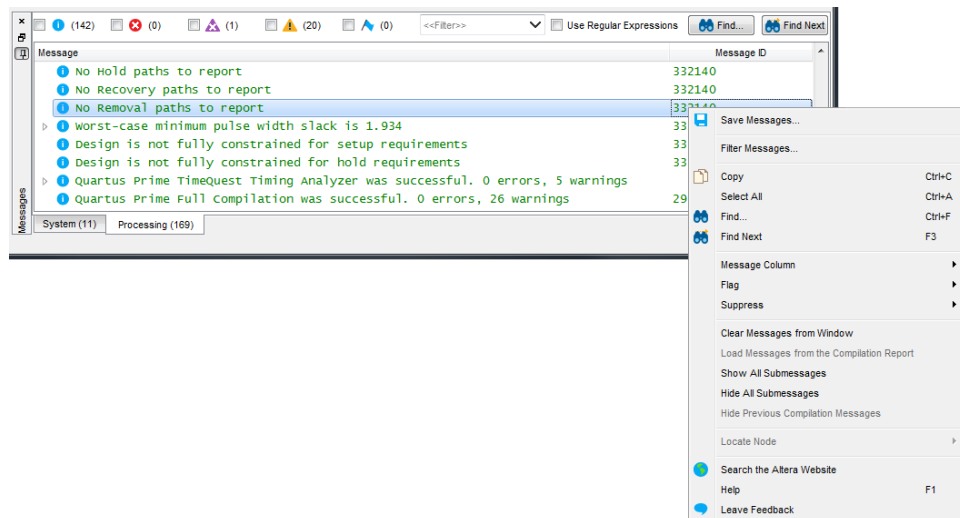 (142) (0) (1) (20) (0) <<Filter>> Use Regular Expressions Find... Find Next
Message Message ID
No Hold paths to report 332140
No Recovery paths to report 332140
No Removal paths to report 332140
Worst-case minimum pulse width slack is 1.934 33
Design is not fully constrained for setup requirements 33
Design is not fully constrained for hold requirements 33
Quartus Prime TimeQuest Timing Analyzer was successful. 0 errors, 5 warnings
Quartus Prime Full Compilation was successful. 0 errors, 26 warnings 29
Messages
System (11) Processing (169)
Save Messages...
Filter Messages...
Copy Ctrl+C
Select All Ctrl+A
Find... Ctrl+F
Find Next F3
Message Column
Flag
Suppress
Clear Messages from Window
Load Messages from the Compilation Report
Show All Submessages
Hide All Submessages
Hide Previous Compilation Messages
Locate Node
Search the Altera Website
Help F1
Leave Feedback